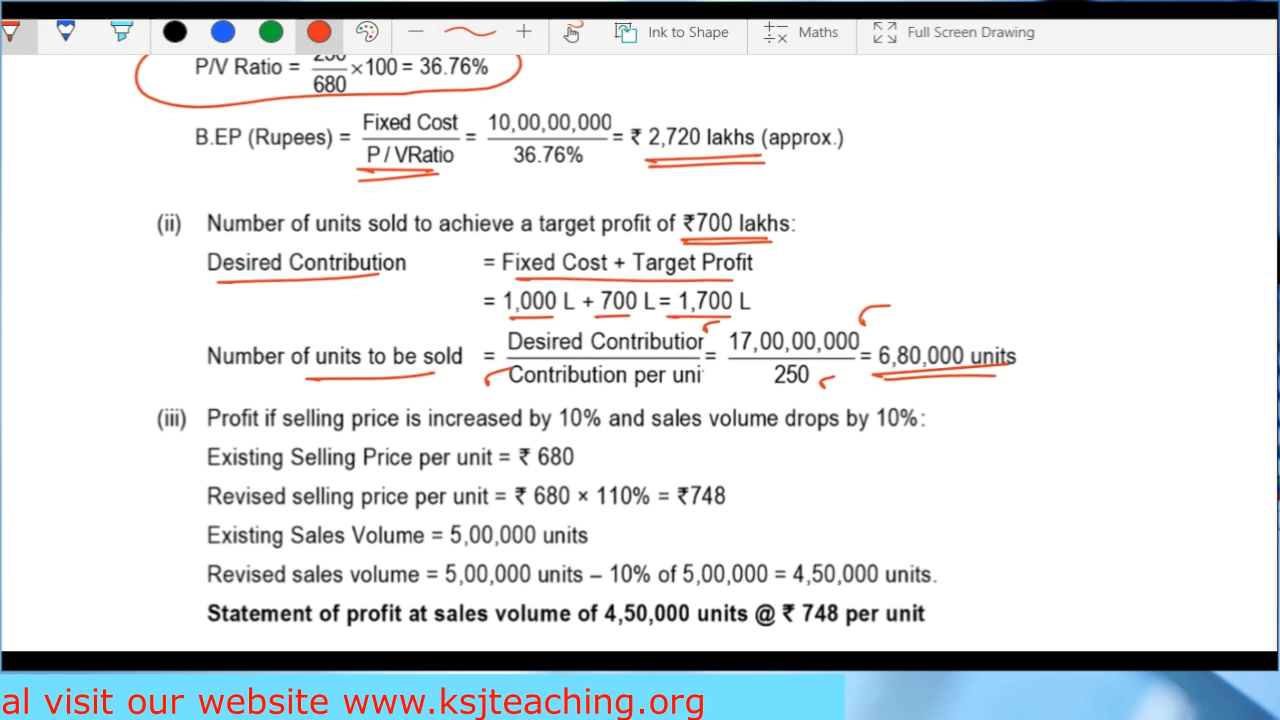 Ink to Shape Maths Full Screen Drawing
P/V Ratio = 250/680 ×100 = 36.76%
B.EP (Rupees) = Fixed Cost / P / VRatio = 10,00,00,000 / 36.76% = ₹ 2,720 lakhs (approx.)
(ii) Number of units sold to achieve a target profit of ₹700 lakhs:
Desired Contribution = Fixed Cost + Target Profit
= 1,000 L + 700 L = 1,700 L
Number of units to be sold = Desired Contribution / Contribution per uni = 17,00,00,000 / 250 = 6,80,000 units
(iii) Profit if selling price is increased by 10% and sales volume drops by 10%:
Existing Selling Price per unit = ₹ 680
Revised selling price per unit = ₹ 680 × 110% = ₹748
Existing Sales Volume = 5,00,000 units
Revised sales volume = 5,00,000 units – 10% of 5,00,000 = 4,50,000 units.
Statement of profit at sales volume of 4,50,000 units @ ₹ 748 per unit
al visit our website www.ksjteaching.org